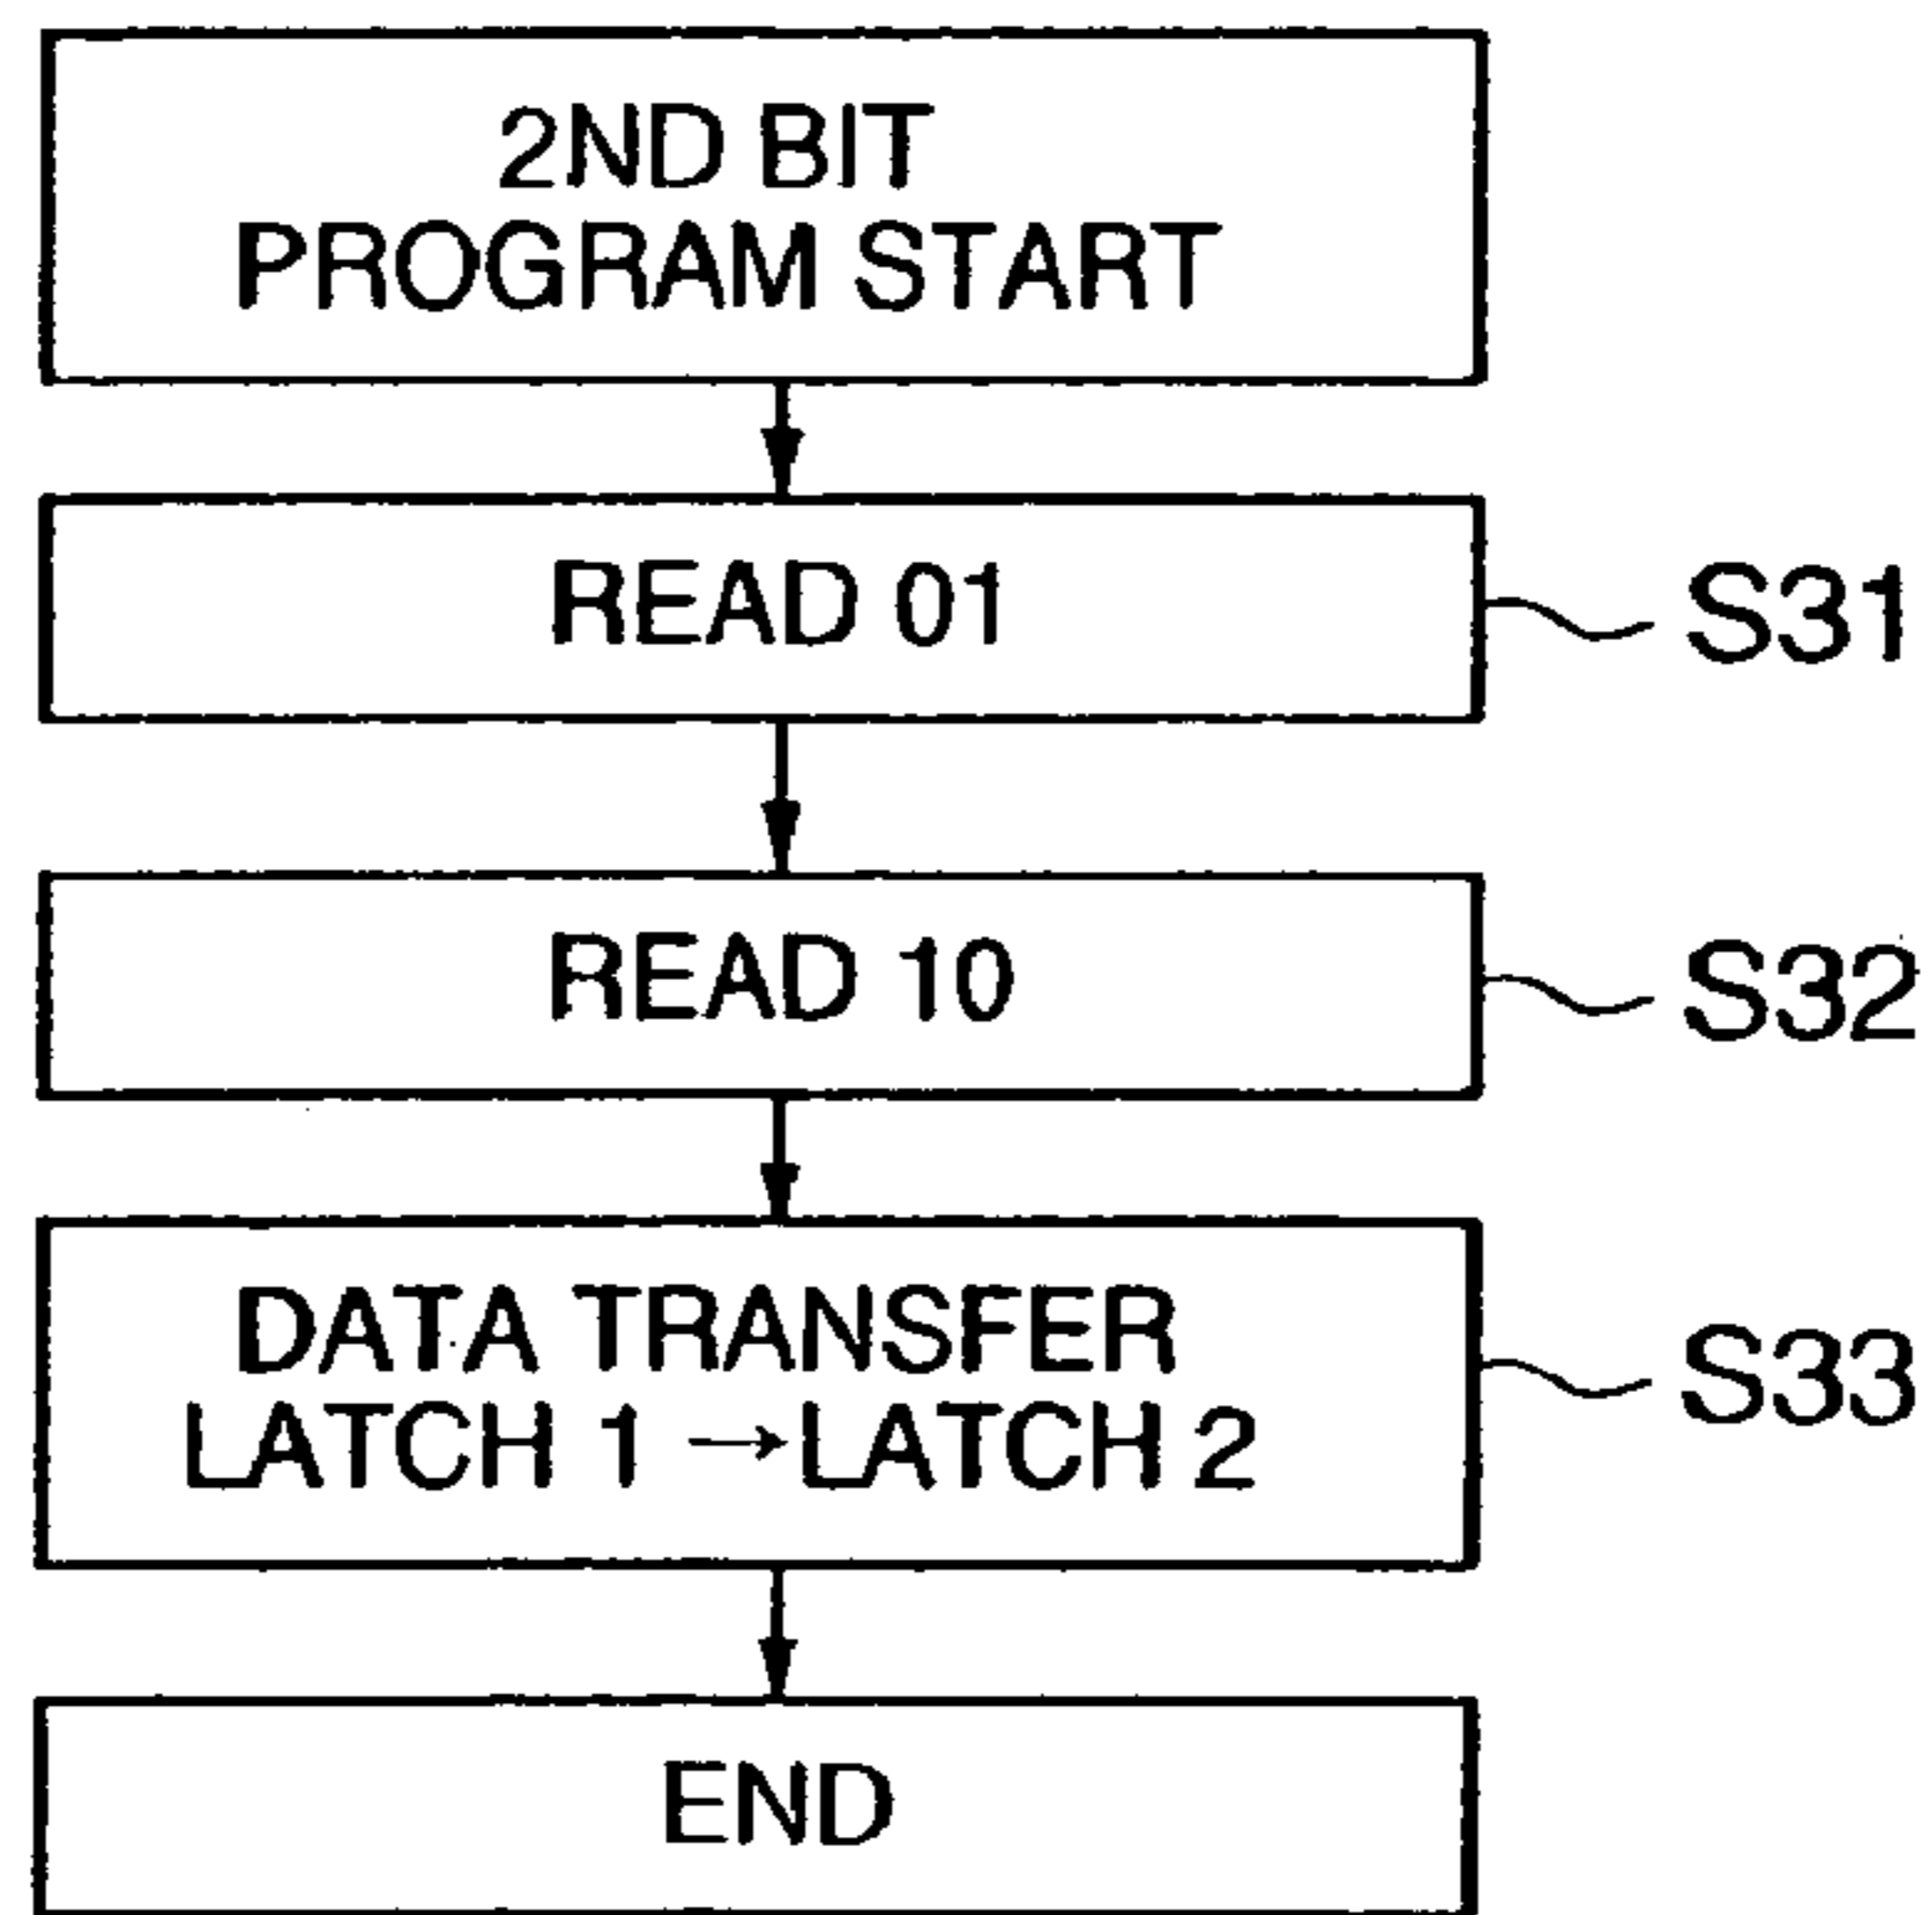 2ND BIT
PROGRAM START
READ 01
S31
READ 10
S32
DATA TRANSFER
LATCH 1 → LATCH 2
S33
END